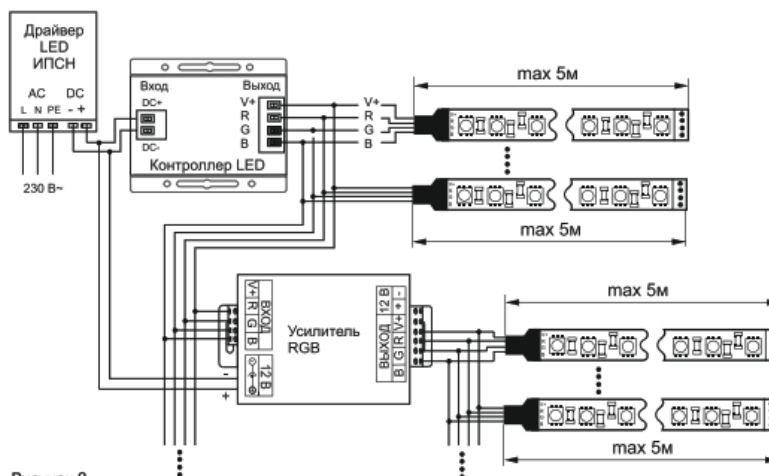 Драйвер
LED
ИПСН
AC DC
L N PE - +
230 В~
Вход
DC+
DC-
Выход
V+
R
G
B
Контроллер LED
V+
R
G
B
max 5м
max 5м
V+ R G B
ВХОД
12 В
-
+
Усилитель
RGB
12 В
- +
ВЫХОД
B G R V+
max 5м
max 5м